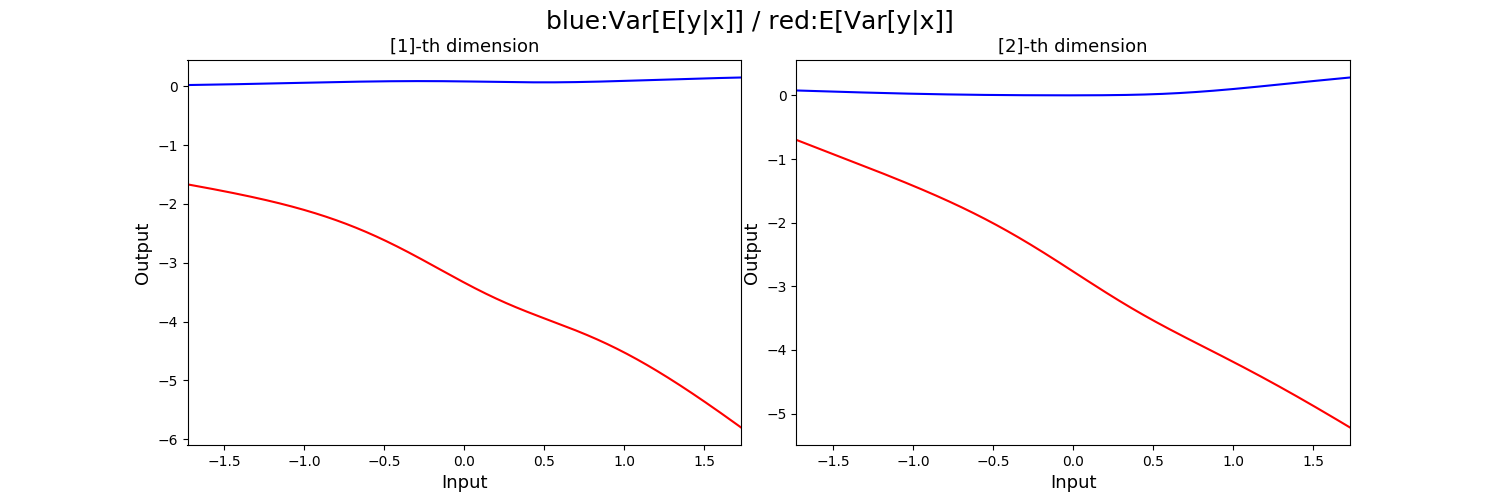 blue:Var[E[y|x]] / red:E[Var[y|x]]
[1]-th dimension
0
−1
−2
−3
−4
−5
−6
Output
−1.5 −1.0 −0.5 0.0 0.5 1.0 1.5
Input
[2]-th dimension
0
−1
−2
−3
−4
−5
Output
−1.5 −1.0 −0.5 0.0 0.5 1.0 1.5
Input